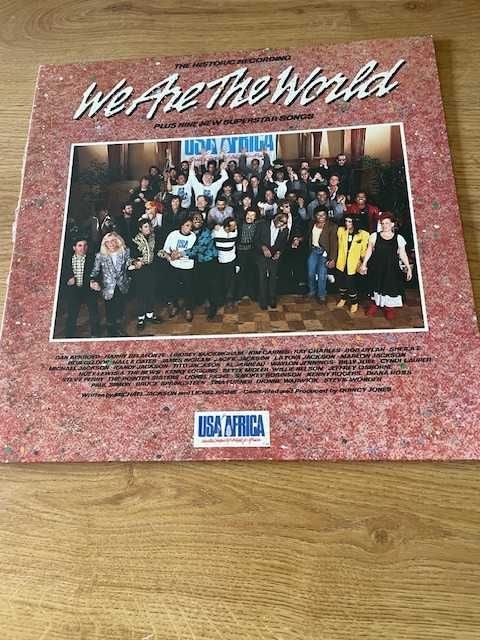 THE HISTORIC RECORDING
We Are The World
PLUS NINE NEW SUPERSTAR SONGS
USA AFRICA
USA
DAN AYKROYD · HARRY BELAFONTE · LINDSEY BUCKINGHAM · KIM CARNES · RAY CHARLES · BOB DYLAN · SHEILA E.
BOB GELDOF · HALL & OATES · JAMES INGRAM · JACKIE JACKSON · LA TOYA JACKSON · MARLON JACKSON
MICHAEL JACKSON · RANDY JACKSON · TITO JACKSON · AL JARREAU · WAYLON JENNINGS · BILLY JOEL · CYNDI LAUPER
HUEY LEWIS & THE NEWS · KENNY LOGGINS · BETTE MIDLER · WILLIE NELSON · JEFFREY OSBORNE
STEVE PERRY · THE POINTER SISTERS · SMOKEY ROBINSON · KENNY ROGERS · DIANA ROSS
PAUL SIMON · BRUCE SPRINGSTEEN · TINA TURNER · DIONNE WARWICK · STEVIE WONDER
Written by MICHAEL JACKSON and LIONEL RICHIE · Conducted and Produced by QUINCY JONES
USA AFRICA